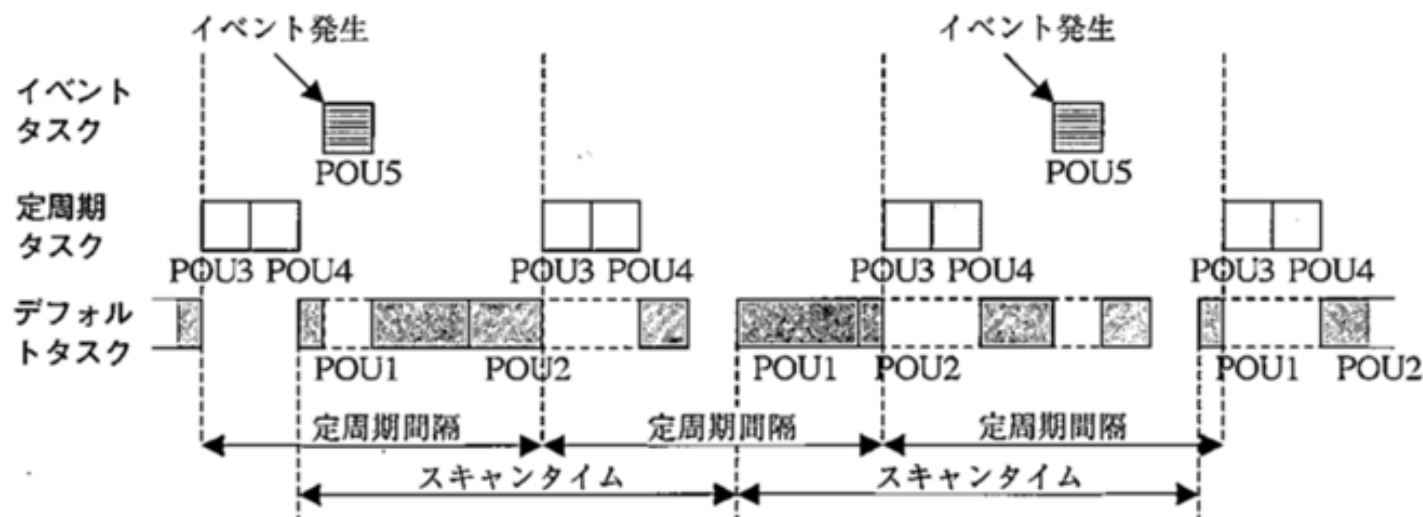 イベント発生
イベント発生
イベント
タスク
POU5
POU5
定周期
タスク
POU3 POU4
POU3 POU4
POU3 POU4
POU3 POU4
デフォル
トタスク
POU1
POU2
POU1
POU2
POU1
POU2
定周期間隔
定周期間隔
定周期間隔
スキャンタイム
スキャンタイム